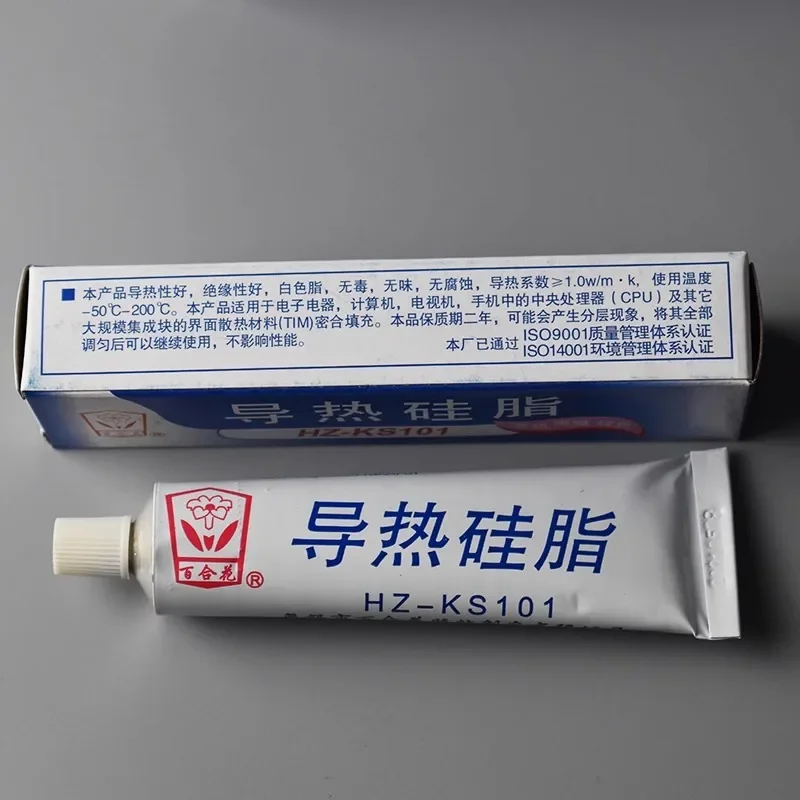 ■ 本产品导热性好，绝缘性好，白色脂，无毒，无味，无腐蚀，导热系数≥1.0w/m·k，使用温度
-50℃-200℃。本产品适用于电子电器，计算机，电视机，手机中的中央处理器（CPU）及其它
大规模集成块的界面散热材料(TIM)密合填充。本品保质期二年，可能会产生分层现象，将其全部
调匀后可以继续使用，不影响性能。 本厂已通过 ISO9001质量管理体系认证
ISO14001环境管理体系认证
导热硅脂
百合花®
HZ-KS101
导热硅脂
百合花®
HZ-KS101